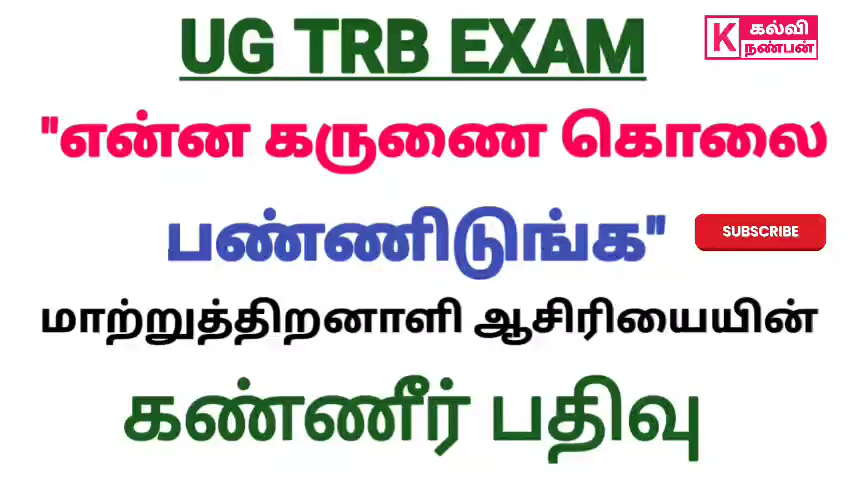 UG TRB EXAM
K கல்வி
நண்பன்
"என்ன கருணை கொலை
பண்ணிடுங்க"
SUBSCRIBE
மாற்றுத்திறனாளி ஆசிரியையின்
கண்ணீர் பதிவு